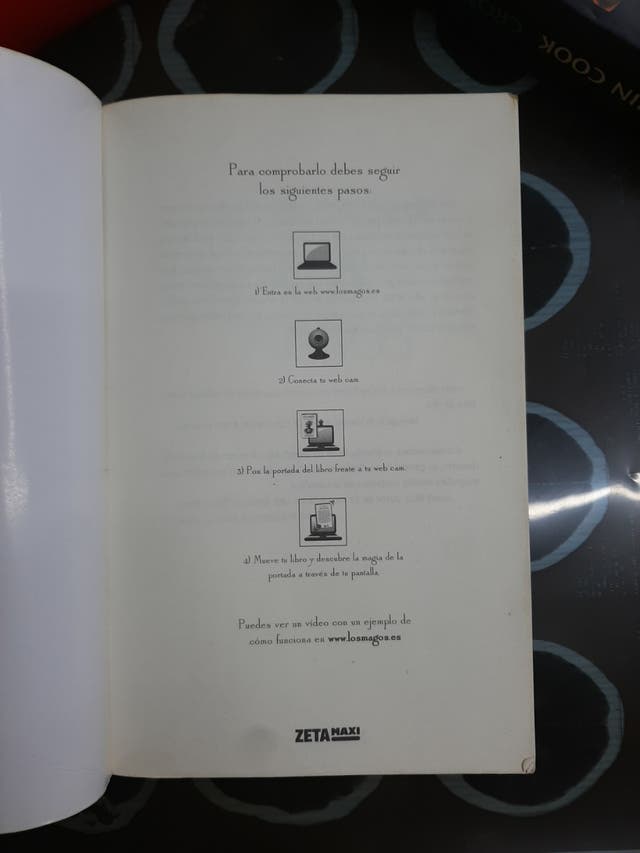 Para comprobarlo debes seguir
los siguientes pasos:
1) Entra en la web www.losmagos.es
2) Conecta tu web cam
3) Pon la portada del libro frente a tu web cam.
4) Mueve tu libro y descubre la magia de la
portada a través de tu pantalla.
Puedes ver un vídeo con un ejemplo de
cómo funciona en www.losmagos.es
ZETA MAXI
COOK